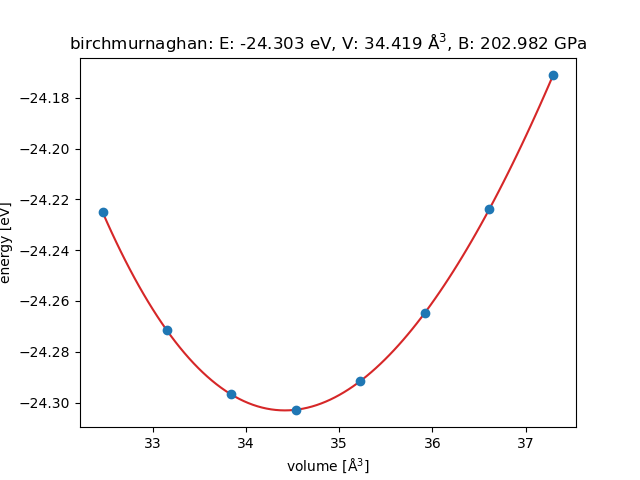 birchmurnaghan: E: -24.303 eV, V: 34.419 Å³, B: 202.982 GPa
−24.18
−24.20
−24.22
−24.24
−24.26
−24.28
−24.30
energy [eV]
33 34 35 36 37
volume [Å³]